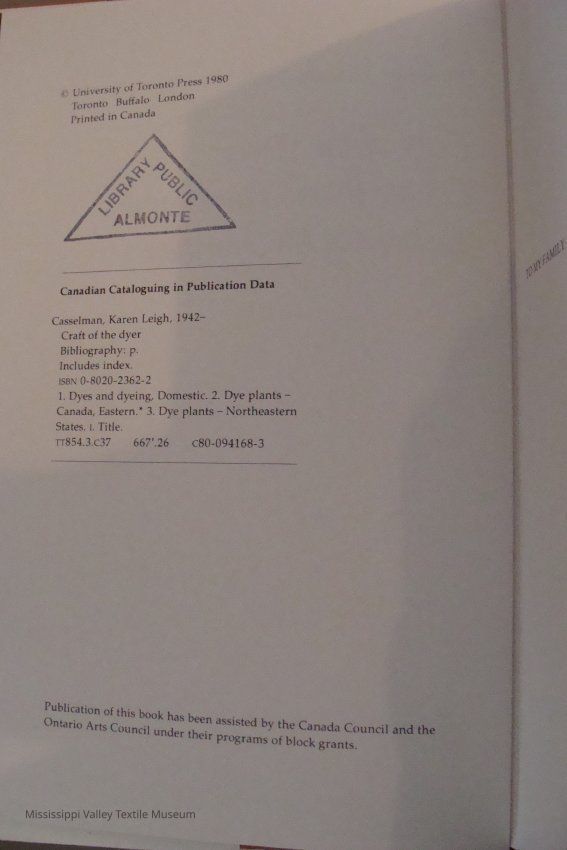 © University of Toronto Press 1980
Toronto Buffalo London
Printed in Canada
LIBRARY PUBLIC
ALMONTE
Canadian Cataloguing in Publication Data
Casselman, Karen Leigh, 1942–
Craft of the dyer
Bibliography: p.
Includes index.
ISBN 0-8020-2362-2
1. Dyes and dyeing, Domestic. 2. Dye plants –
Canada, Eastern.* 3. Dye plants – Northeastern
States. I. Title.
TT854.3.C37 667'.26 C80-094168-3
Publication of this book has been assisted by the Canada Council and the
Ontario Arts Council under their programs of block grants.
TO MY FAMILY
Mississippi Valley Textile Museum